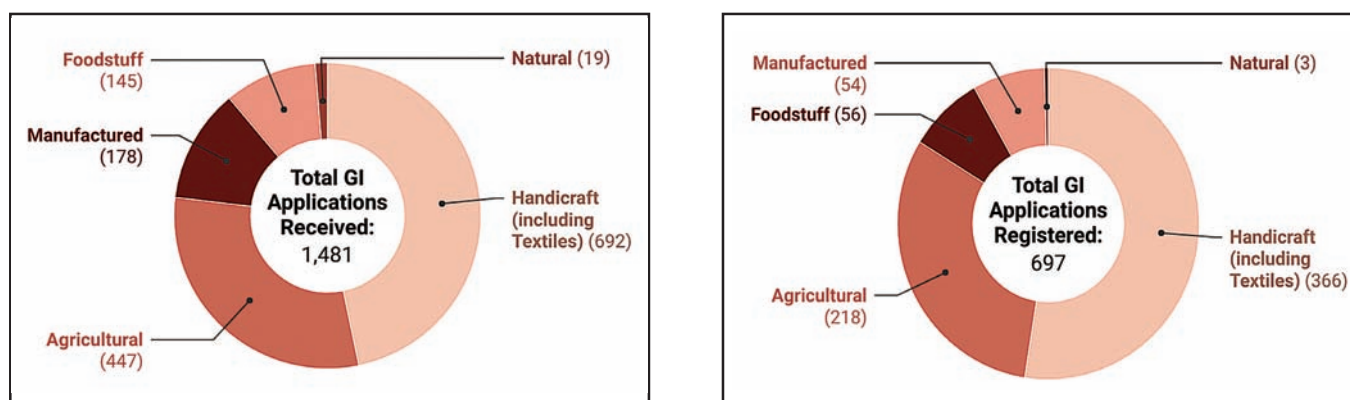 Foodstuff
(145)
Natural (19)
Manufactured
(178)
Total GI
Applications
Received:
1,481
Handicraft
(including
Textiles) (692)
Agricultural
(447)
Manufactured
(54)
Natural (3)
Foodstuff (56)
Total GI
Applications
Registered:
697
Handicraft
(including
Textiles) (366)
Agricultural
(218)